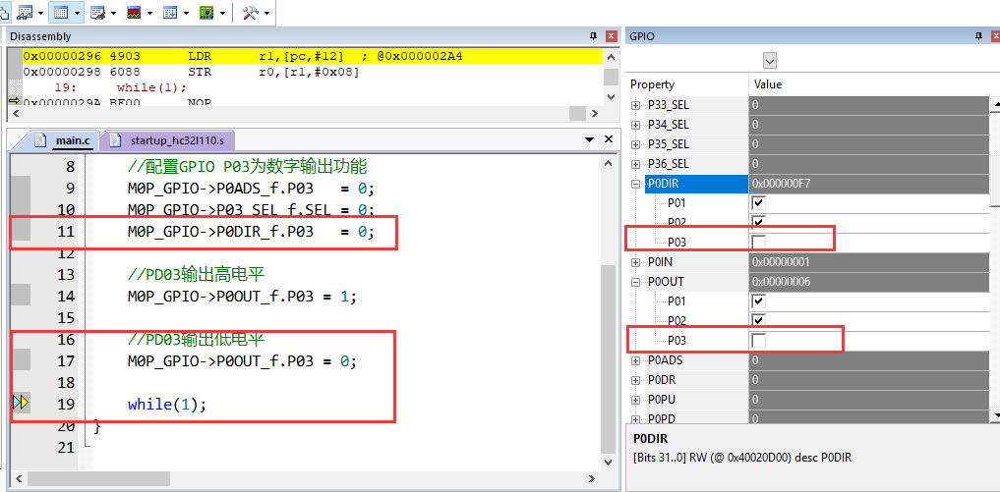 Disassembly
0x00000296 4903 LDR r1,[pc,#12] ; @0x000002A4
0x00000298 6088 STR r0,[r1,#0x08]
19: while(1);
0x0000029A BF00 NOP
main.c startup_hc32l110.s
8 //配置GPIO P03为数字输出功能
9 M0P_GPIO->P0ADS_f.P03 = 0;
10 M0P_GPIO->P03_SEL_f.SEL = 0;
11 M0P_GPIO->P0DIR_f.P03 = 0;
12
13 //PD03输出高电平
14 M0P_GPIO->P0OUT_f.P03 = 1;
15
16 //PD03输出低电平
17 M0P_GPIO->P0OUT_f.P03 = 0;
18
19 while(1);
20 }
21
GPIO
Property Value
P33_SEL 0
P34_SEL 0
P35_SEL 0
P36_SEL 0
P0DIR 0x000000F7
P01
P02
P03
P0IN 0x00000001
P0OUT 0x00000006
P01
P02
P03
P0ADS 0
P0DR 0
P0PU 0
P0PD 0
P0DIR
[Bits 31..0] RW (@ 0x40020D00) desc P0DIR